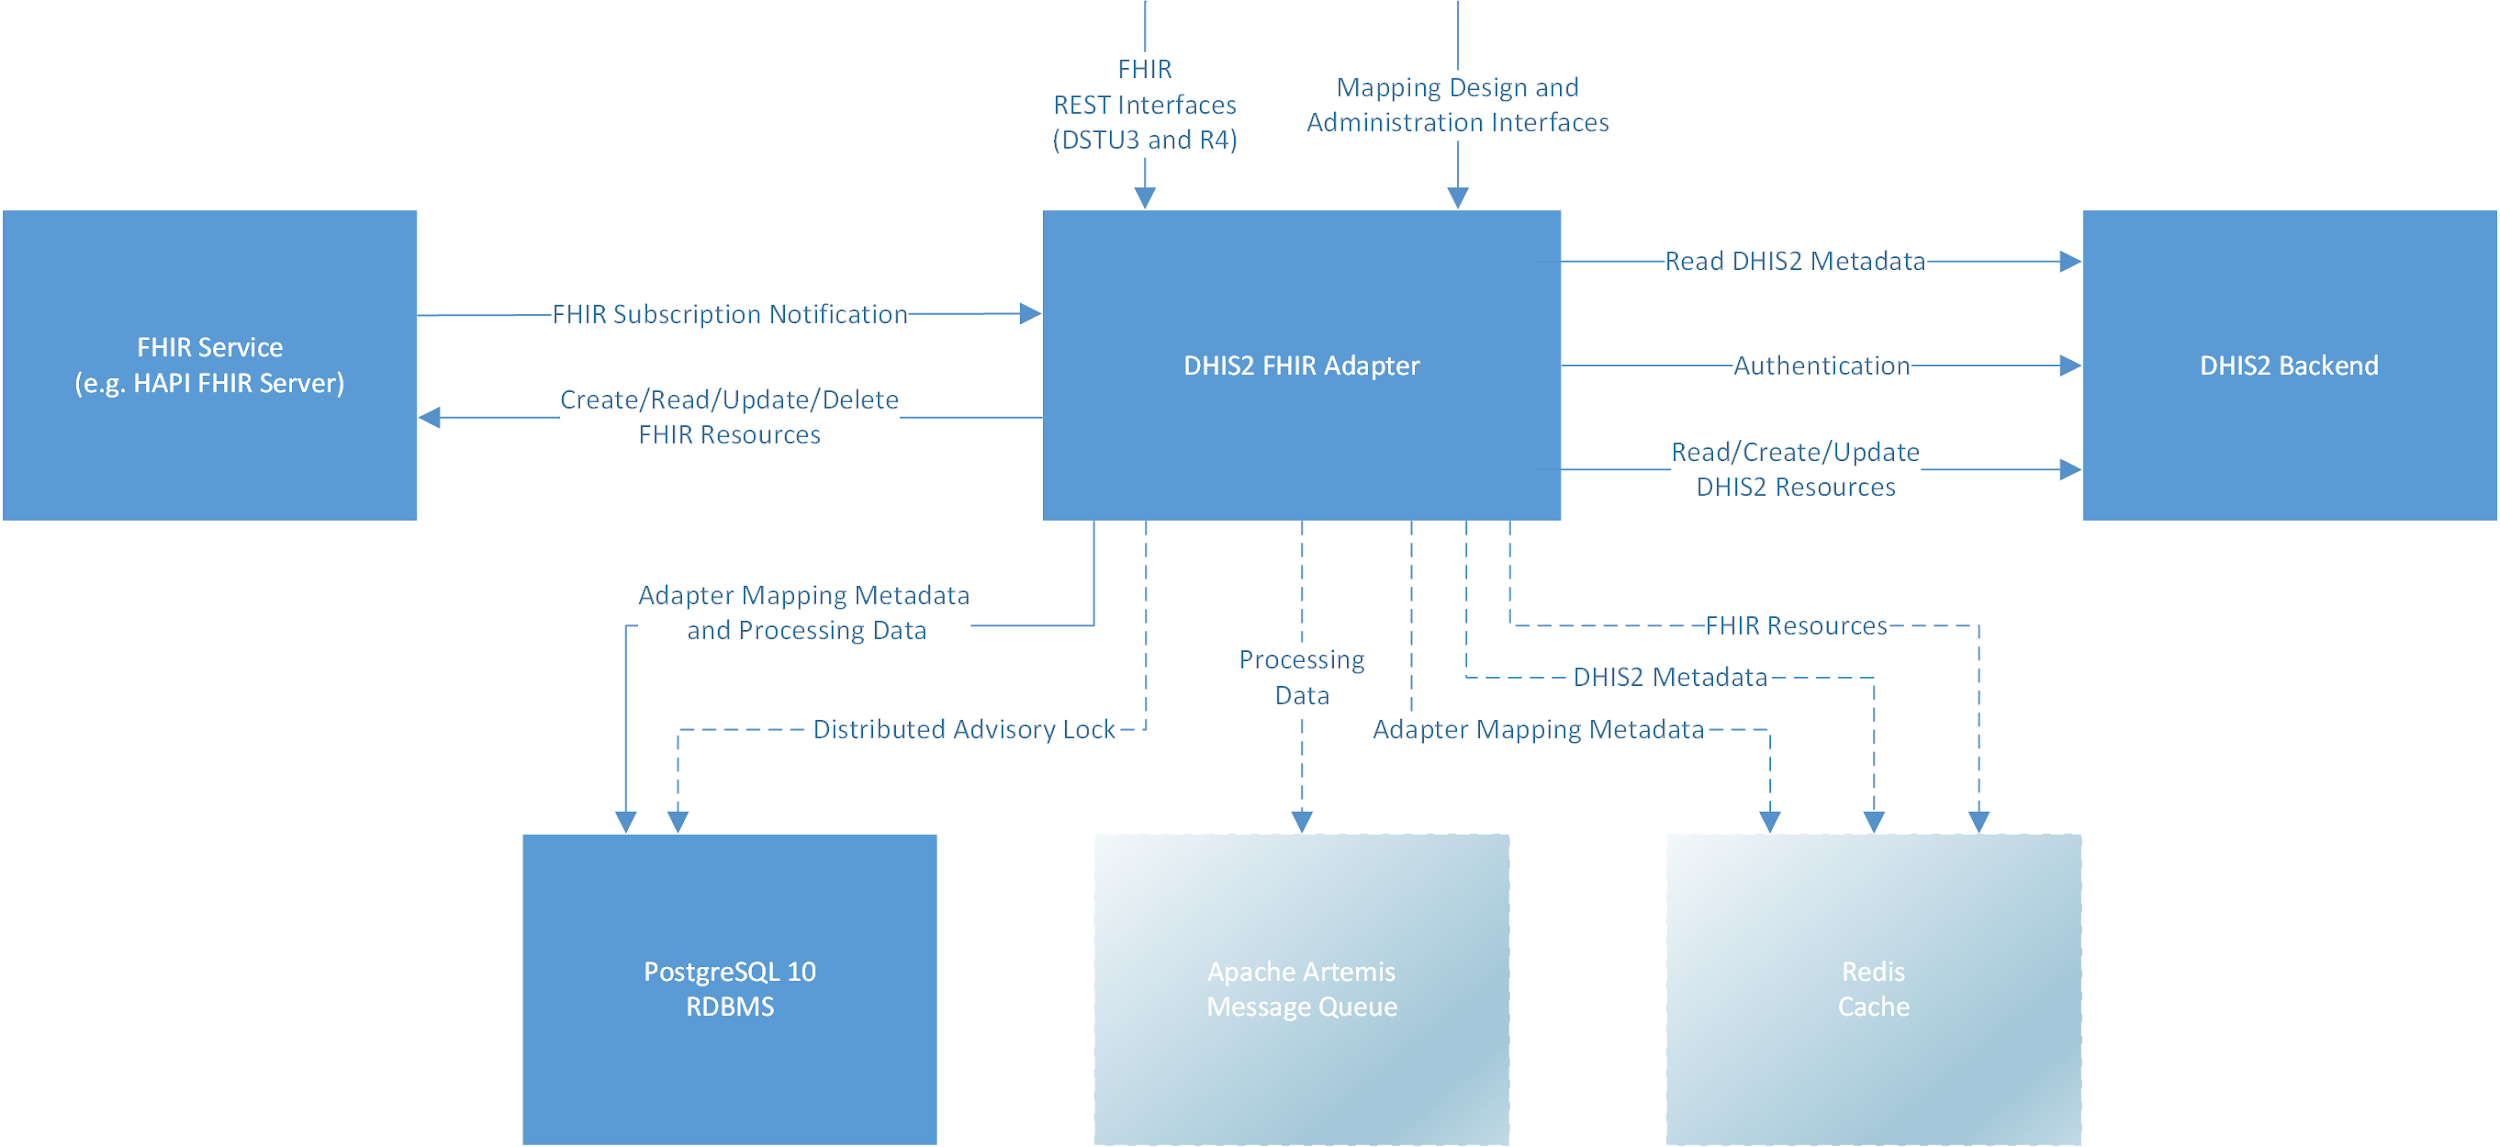 FHIR
REST Interfaces
(DSTU3 and R4)
Mapping Design and
Administration Interfaces
FHIR Service
(e.g. HAPI FHIR Server)
FHIR Subscription Notification
Create/Read/Update/Delete
FHIR Resources
DHIS2 FHIR Adapter
Read DHIS2 Metadata
Authentication
Read/Create/Update
DHIS2 Resources
DHIS2 Backend
Adapter Mapping Metadata
and Processing Data
Distributed Advisory Lock
Processing
Data
FHIR Resources
DHIS2 Metadata
Adapter Mapping Metadata
PostgreSQL 10
RDBMS
Apache Artemis
Message Queue
Redis
Cache